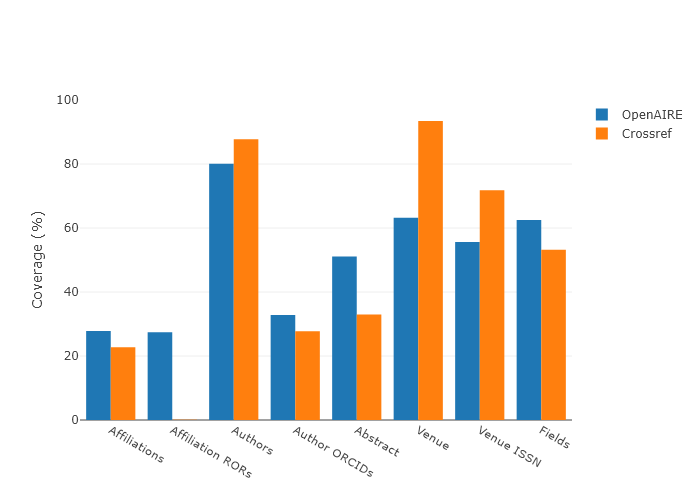 100
80
60
40
20
0
Coverage (%)
Affiliations
Affiliation RORs
Authors
Author ORCIDs
Abstract
Venue
Venue ISSN
Fields
OpenAIRE
Crossref